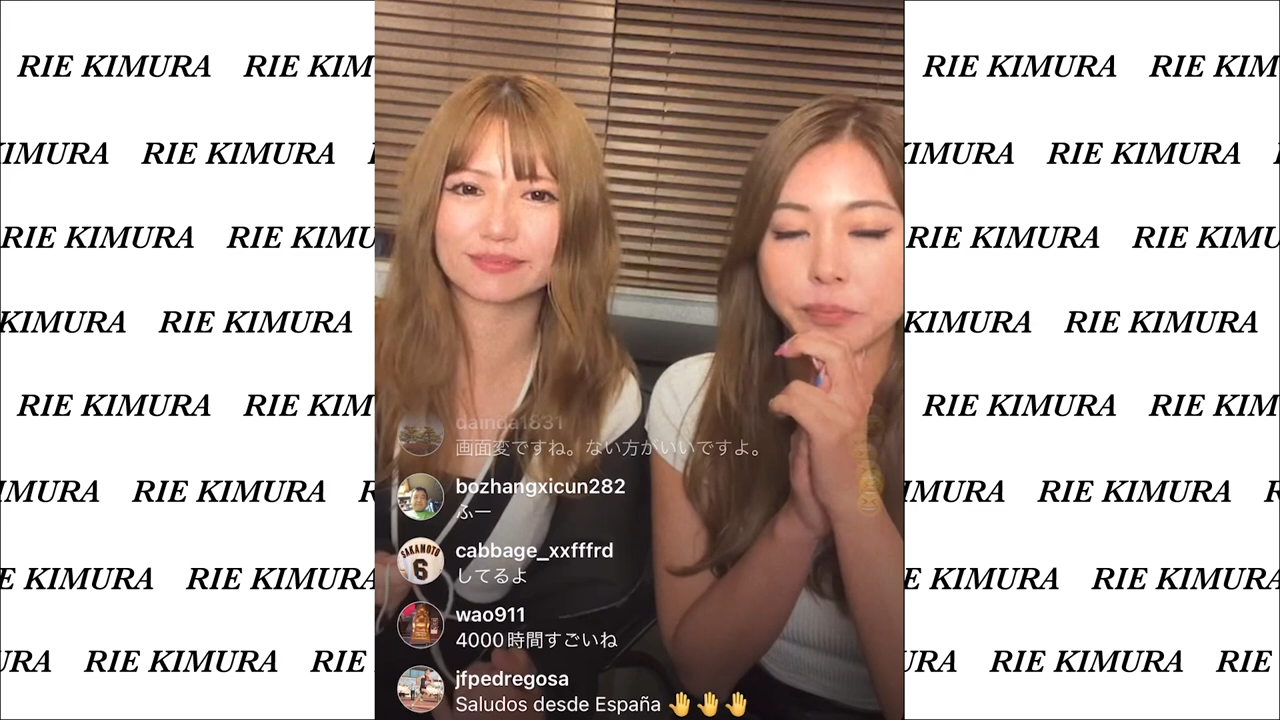 RIE KIMURA RIE KIM
IMURA RIE KIMURA
RIE KIMURA RIE KIMU
KIMURA RIE KIMURA
RIE KIMURA RIE KIM
IMURA RIE KIMURA R
E KIMURA RIE KIMURA
URA RIE KIMURA RIE
dainda1831
画面変ですね。ない方がいいですよ。
bozhangxicun282
ふー
SAKAMOTO
6
cabbage_xxfffrd
してるよ
wao911
4000時間すごいね
jfpedregosa
Saludos desde España 🤚🤚🤚
RIE KIMURA RIE KIM
IMURA RIE KIMURA
RIE KIMURA RIE KIMU
KIMURA RIE KIMURA
RIE KIMURA RIE KIM
IMURA RIE KIMURA R
E KIMURA RIE KIMURA
URA RIE KIMURA RIE